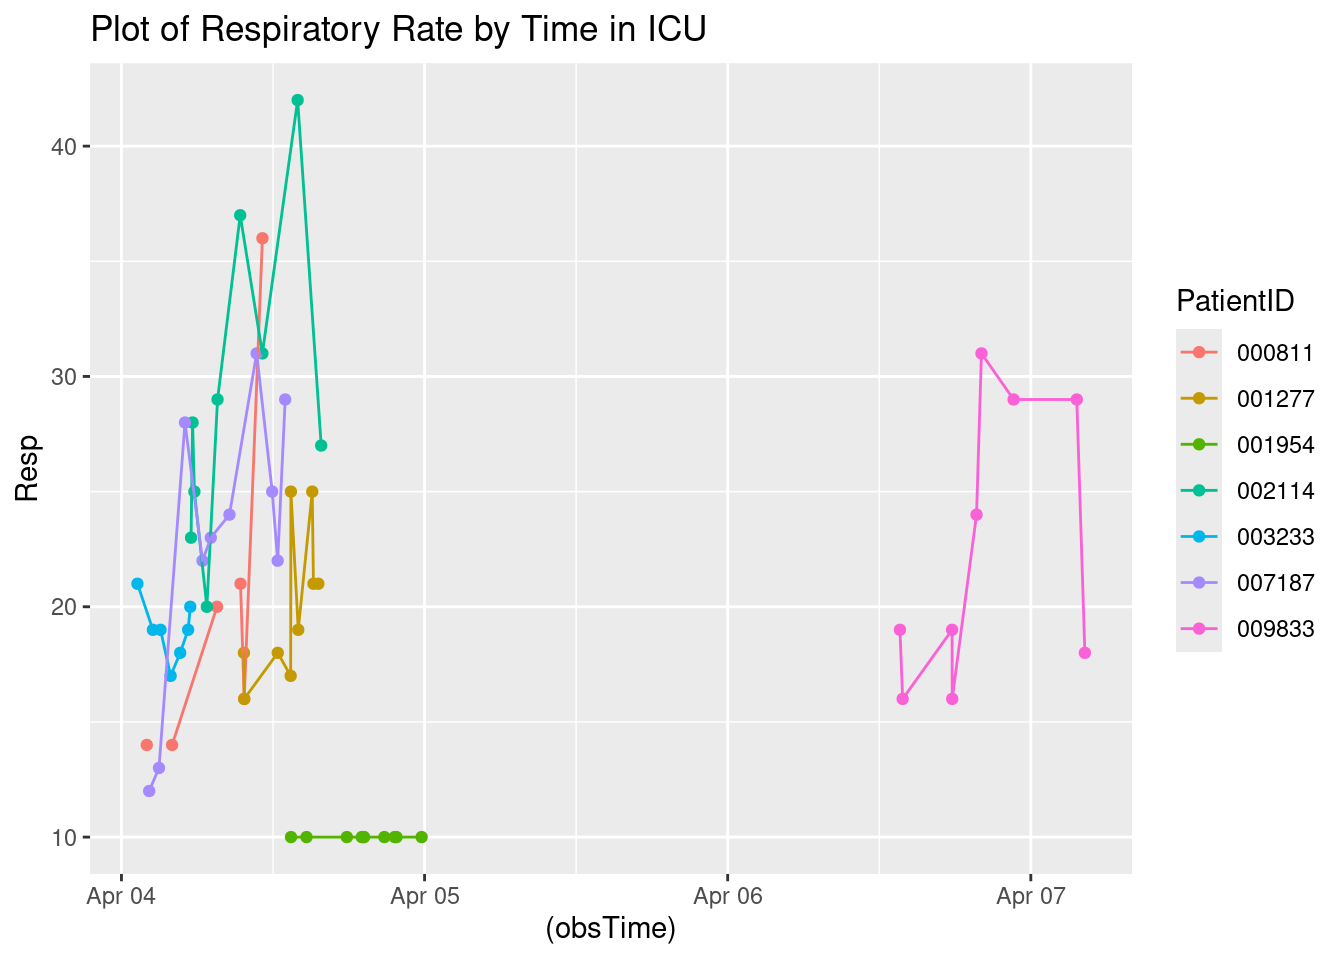 Plot of Respiratory Rate by Time in ICU
Resp
40
30
20
10
Apr 04
Apr 05
Apr 06
Apr 07
(obsTime)
PatientID
000811
001277
001954
002114
003233
007187
009833